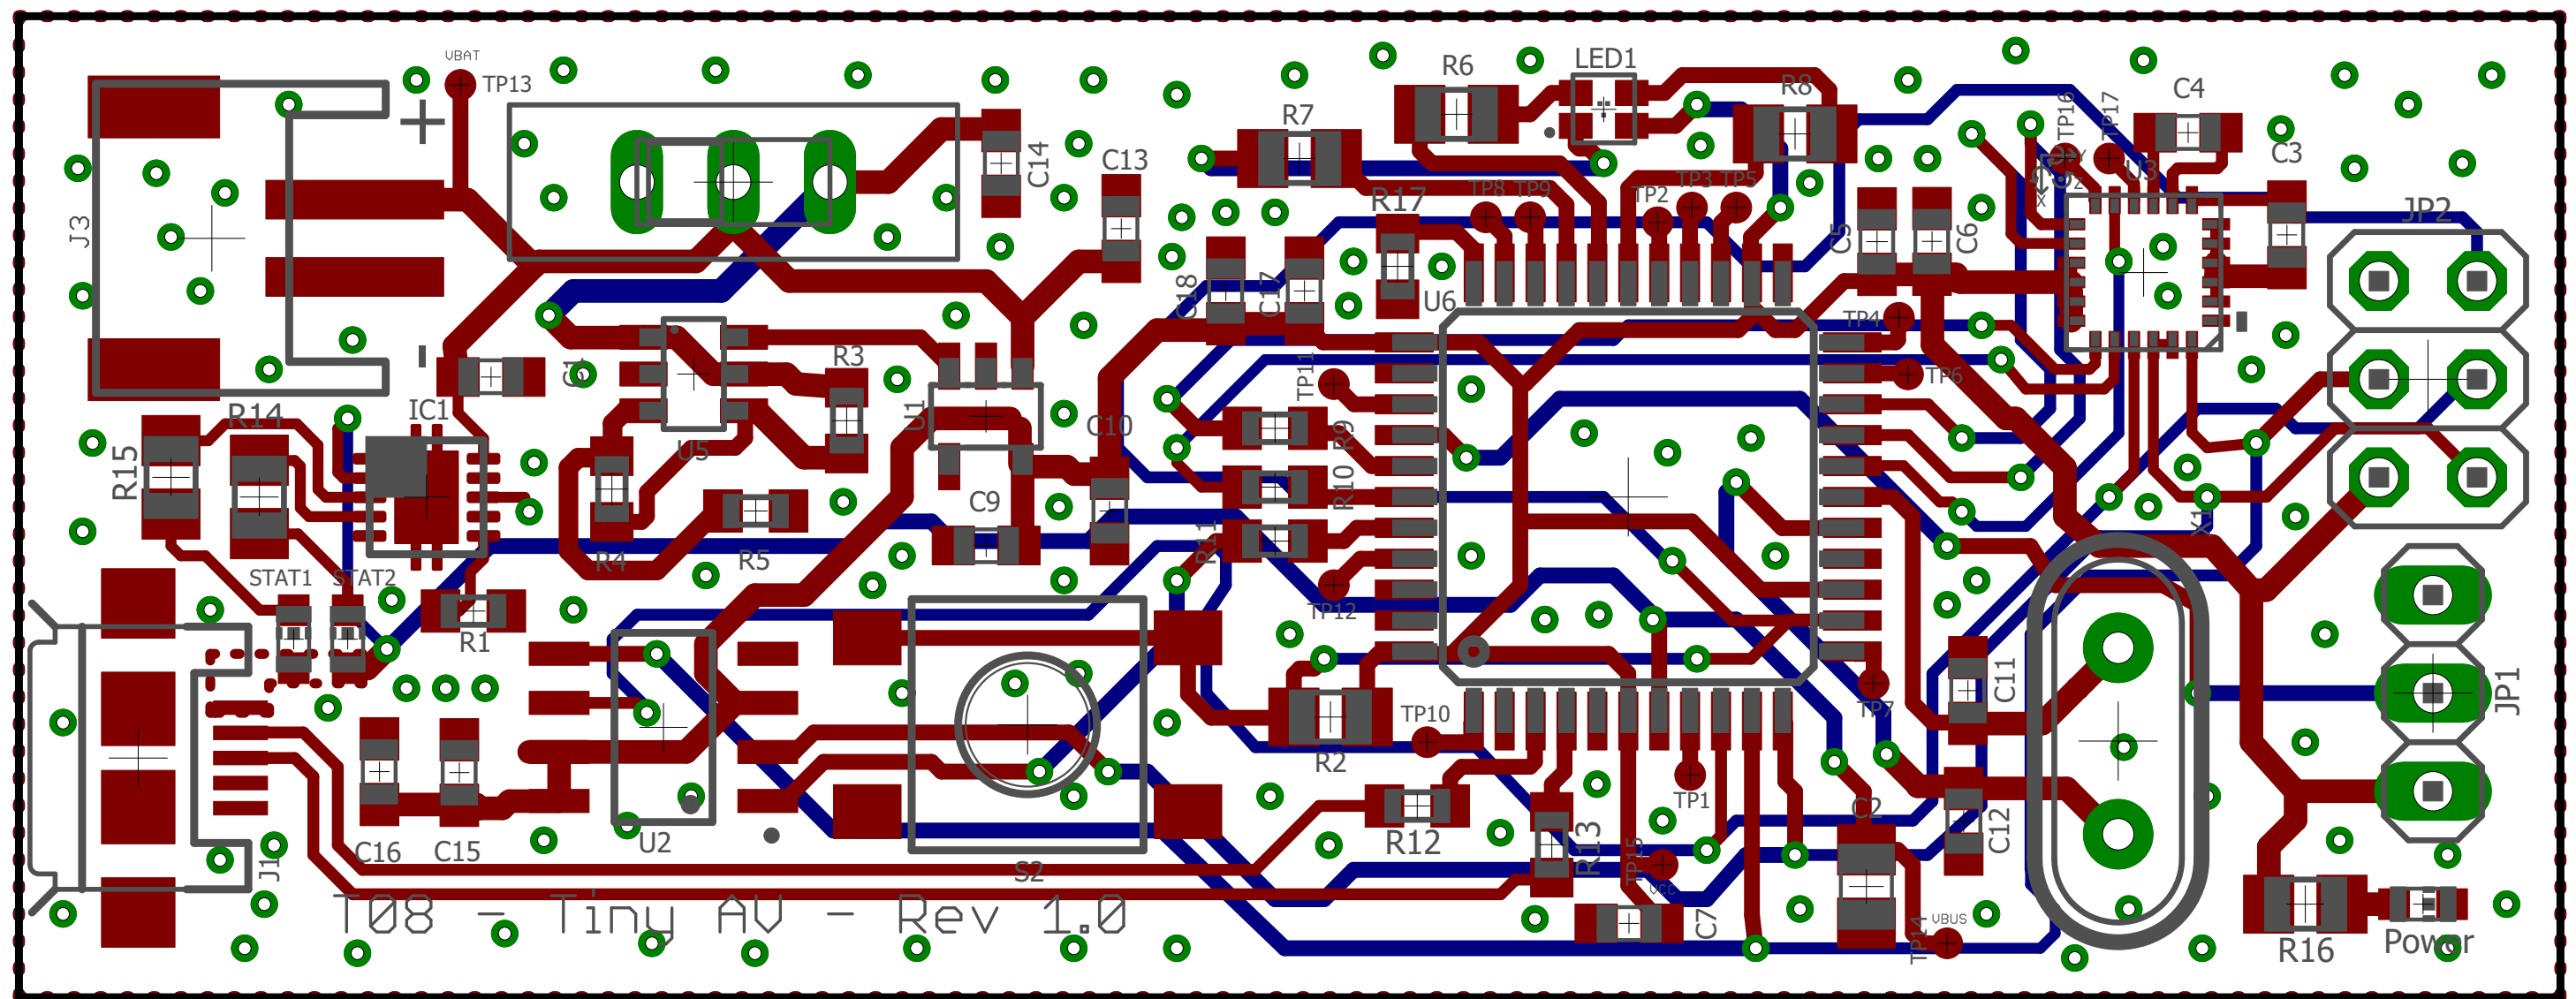 VBAT
TP13
LED1
R6
R8
R7
C14
C13
R17
TP8
TP9
TP2
TP3
TP5
TP16
TP17
C4
C3
U3
JP2
J3
+
-
C5
C6
C18
C17
U6
TP4
TP6
TP11
R3
C1
IC1
R14
R15
U5
U1
C10
R9
R10
R11
C9
R4
R5
STAT1
STAT2
R1
TP12
X1
TP7
C11
JP1
TP10
R2
TP1
C2
C12
R12
R13
TP15
VCC
C16
C15
J1
U2
S2
T08 - Tiny AV - Rev 1.0
C7
TP14
VBUS
R16
Power